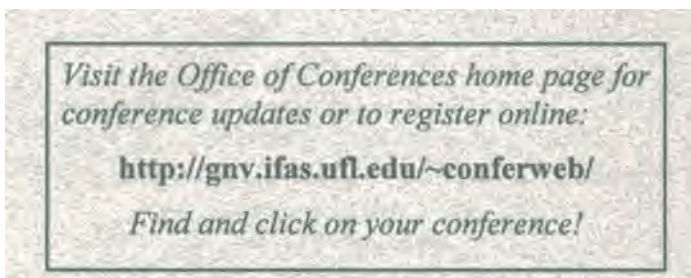 Visit the Office of Conferences home page for
conference updates or to register online:
http://gnv.ifas.ufl.edu/~conferweb/
Find and click on your conference!